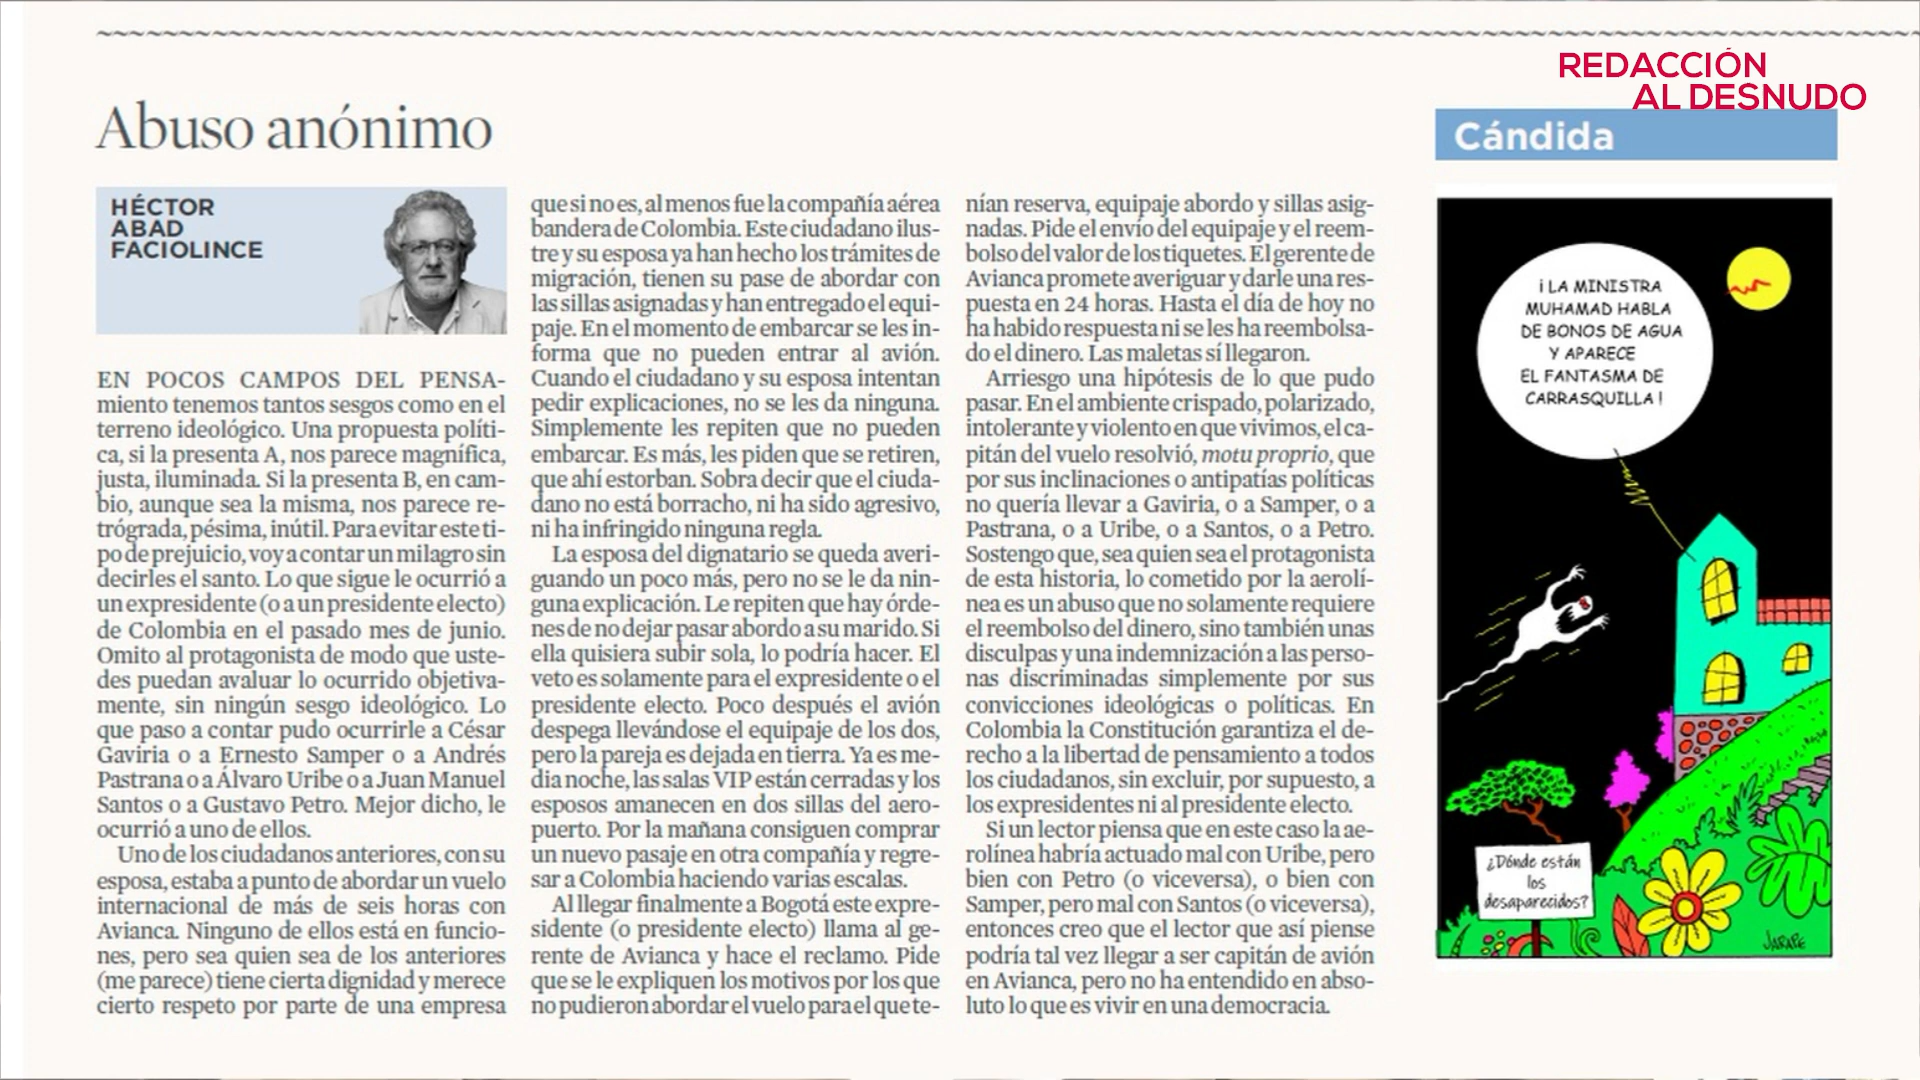 REDACCIÓN
AL DESNUDO
Abuso anónimo
HÉCTOR
ABAD
FACIOLINCE
EN POCOS CAMPOS DEL PENSA-
miento tenemos tantos sesgos como en el
terreno ideológico. Una propuesta políti-
ca, si la presenta A, nos parece magnífica,
justa, iluminada. Si la presenta B, en cam-
bio, aunque sea la misma, nos parece re-
trógrada, pésima, inútil. Para evitar este ti-
po de prejuicio, voy a contar un milagro sin
decirles el santo. Lo que sigue le ocurrió a
un expresidente (o a un presidente electo)
de Colombia en el pasado mes de junio.
Omito al protagonista de modo que uste-
des puedan avaluar lo ocurrido objetiva-
mente, sin ningún sesgo ideológico. Lo
que paso a contar pudo ocurrirle a César
Gaviria o a Ernesto Samper o a Andrés
Pastrana o a Álvaro Uribe o a Juan Manuel
Santos o a Gustavo Petro. Mejor dicho, le
ocurrió a uno de ellos.
Uno de los ciudadanos anteriores, con su
esposa, estaba a punto de abordar un vuelo
internacional de más de seis horas con
Avianca. Ninguno de ellos está en funcio-
nes, pero sea quien sea de los anteriores
(me parece) tiene cierta dignidad y merece
cierto respeto por parte de una empresa
que si no es, al menos fue la compañía aérea
bandera de Colombia. Este ciudadano ilus-
tre y su esposa ya han hecho los trámites de
migración, tienen su pase de abordar con
las sillas asignadas y han entregado el equi-
paje. En el momento de embarcar se les in-
forma que no pueden entrar al avión.
Cuando el ciudadano y su esposa intentan
pedir explicaciones, no se les da ninguna.
Simplemente les repiten que no pueden
embarcar. Es más, les piden que se retiren,
que ahí estorban. Sobra decir que el ciuda-
dano no está borracho, ni ha sido agresivo,
ni ha infringido ninguna regla.
La esposa del dignatario se queda averi-
guando un poco más, pero no se le da nin-
guna explicación. Le repiten que hay órde-
nes de no dejar pasar abordo a su marido. Si
ella quisiera subir sola, lo podría hacer. El
veto es solamente para el expresidente o el
presidente electo. Poco después el avión
despega llevándose el equipaje de los dos,
pero la pareja es dejada en tierra. Ya es me-
dia noche, las salas VIP están cerradas y los
esposos amanecen en dos sillas del aero-
puerto. Por la mañana consiguen comprar
un nuevo pasaje en otra compañía y regre-
sar a Colombia haciendo varias escalas.
Al llegar finalmente a Bogotá este expre-
sidente (o presidente electo) llama al ge-
rente de Avianca y hace el reclamo. Pide
que se le expliquen los motivos por los que
no pudieron abordar el vuelo para el que te-
nían reserva, equipaje abordo y sillas asig-
nadas. Pide el envío del equipaje y el reem-
bolso del valor de los tiquetes. El gerente de
Avianca promete averiguar y darle una res-
puesta en 24 horas. Hasta el día de hoy no
ha habido respuesta ni se les ha reembolsa-
do el dinero. Las maletas sí llegaron.
Arriesgo una hipótesis de lo que pudo
pasar. En el ambiente crispado, polarizado,
intolerante y violento en que vivimos, el ca-
pitán del vuelo resolvió, motu proprio, que
por sus inclinaciones o antipatías políticas
no quería llevar a Gaviria, o a Samper, o a
Pastrana, o a Uribe, o a Santos, o a Petro.
Sostengo que, sea quien sea el protagonista
de esta historia, lo cometido por la aerolí-
nea es un abuso que no solamente requiere
el reembolso del dinero, sino también unas
disculpas y una indemnización a las perso-
nas discriminadas simplemente por sus
convicciones ideológicas o políticas. En
Colombia la Constitución garantiza el de-
recho a la libertad de pensamiento a todos
los ciudadanos, sin excluir, por supuesto, a
los expresidentes ni al presidente electo.
Si un lector piensa que en este caso la ae-
rolínea habría actuado mal con Uribe, pero
bien con Petro (o viceversa), o bien con
Samper, pero mal con Santos (o viceversa),
entonces creo que el lector que así piense
podría tal vez llegar a ser capitán de avión
en Avianca, pero no ha entendido en abso-
luto lo que es vivir en una democracia.
Cándida
¡ LA MINISTRA
MUHAMAD HABLA
DE BONOS DE AGUA
Y APARECE
EL FANTASMA DE
CARRASQUILLA !
¿Dónde están
los
desaparecidos?
JARAPE